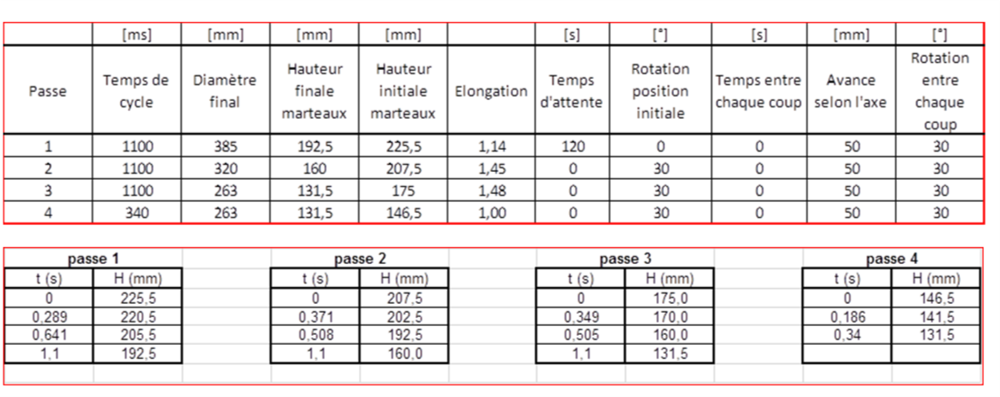 [ms] [mm] [mm] [mm] [s] [°] [s] [mm] [°]
Passe Temps de cycle Diamètre final Hauteur finale marteaux Hauteur initiale marteaux Elongation Temps d'attente Rotation position initiale Temps entre chaque coup Avance selon l'axe Rotation entre chaque coup
1 1100 385 192,5 225,5 1,14 120 0 0 50 30
2 1100 320 160 207,5 1,45 0 30 0 50 30
3 1100 263 131,5 175 1,48 0 30 0 50 30
4 340 263 131,5 146,5 1,00 0 30 0 50 30
passe 1 passe 2 passe 3 passe 4
t (s) H (mm) t (s) H (mm) t (s) H (mm) t (s) H (mm)
0 225,5 0 207,5 0 175,0 0 146,5
0,289 220,5 0,371 202,5 0,349 170,0 0,186 141,5
0,641 205,5 0,508 192,5 0,505 160,0 0,34 131,5
1,1 192,5 1,1 160,0 1,1 131,5